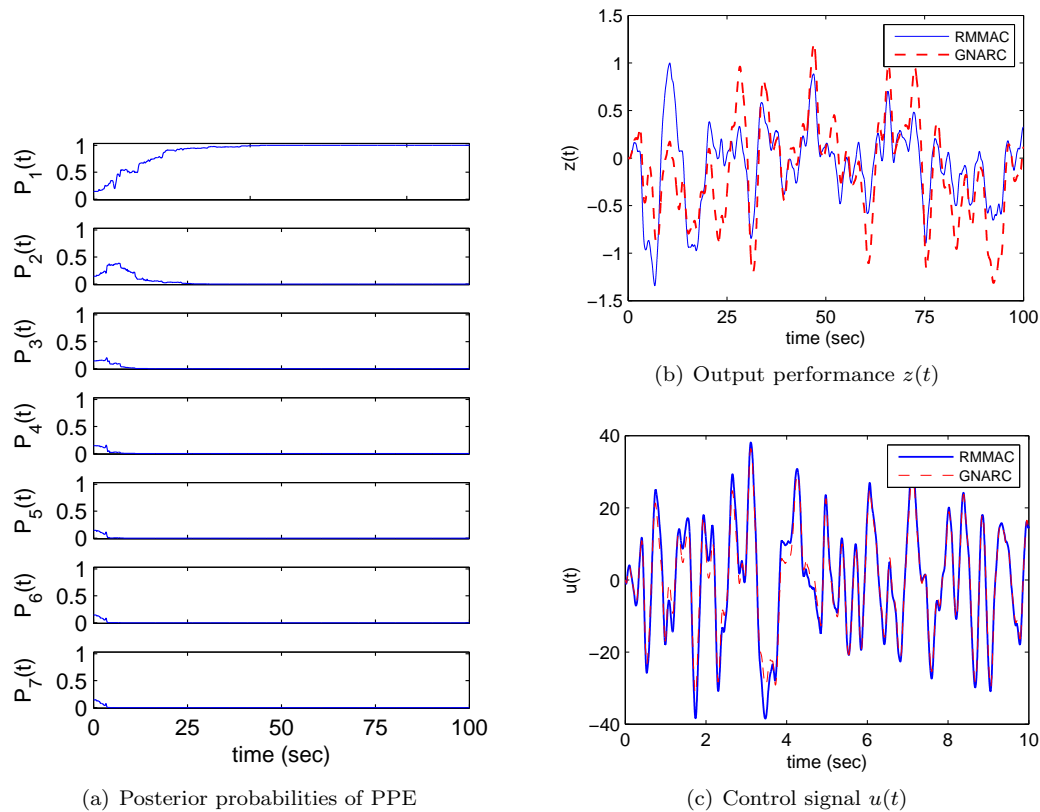 1
0.5
0
P1(t)
1
0.5
0
P2(t)
1
0.5
0
P3(t)
1
0.5
0
P4(t)
1
0.5
0
P5(t)
1
0.5
0
P6(t)
1
0.5
0
P7(t)
0 25 50 75 100
time (sec)
(a) Posterior probabilities of PPE
1.5
1
0.5
0
−0.5
−1
−1.5
z(t)
RMMAC
GNARC
0 25 50 75 100
time (sec)
(b) Output performance z(t)
40
20
0
−20
−40
u(t)
RMMAC
GNARC
0 2 4 6 8 10
time (sec)
(c) Control signal u(t)